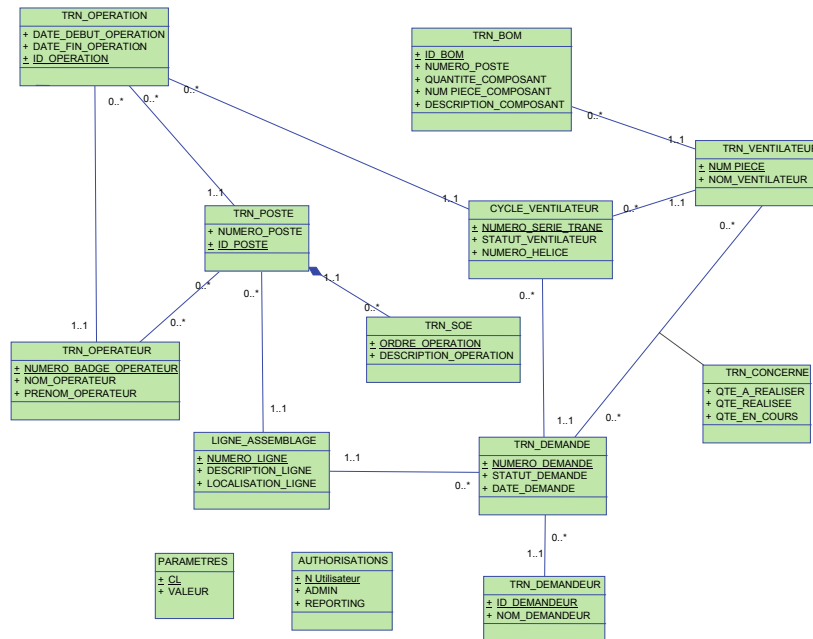 TRN_OPERATION
+ DATE_DEBUT_OPERATION
+ DATE_FIN_OPERATION
+ ID_OPERATION
TRN_BOM
+ ID_BOM
+ NUMERO_POSTE
+ QUANTITE_COMPOSANT
+ NUM PIECE_COMPOSANT
+ DESCRIPTION_COMPOSANT
0..*
0..*
0..*
0..*
1..1
TRN_VENTILATEUR
+ NUM PIECE
+ NOM_VENTILATEUR
1..1
1..1
TRN_POSTE
+ NUMERO_POSTE
+ ID_POSTE
CYCLE_VENTILATEUR
+ NUMERO_SERIE_TRANE
+ STATUT_VENTILATEUR
+ NUMERO_HELICE
0..*
1..1
0..*
1..1
0..*
0..*
0..*
0..*
1..1
TRN_SOE
+ ORDRE_OPERATION
+ DESCRIPTION_OPERATION
TRN_OPERATEUR
+ NUMERO_BADGE_OPERATEUR
+ NOM_OPERATEUR
+ PRENOM_OPERATEUR
TRN_CONCERNE
+ QTE_A_REALISER
+ QTE_REALISEE
+ QTE_EN_COURS
1..1
1..1
0..*
LIGNE_ASSEMBLAGE
+ NUMERO_LIGNE
+ DESCRIPTION_LIGNE
+ LOCALISATION_LIGNE
1..1
0..*
TRN_DEMANDE
+ NUMERO_DEMANDE
+ STATUT_DEMANDE
+ DATE_DEMANDE
0..*
1..1
PARAMETRES
+ CL
+ VALEUR
AUTHORISATIONS
+ N Utilisateur
+ ADMIN
+ REPORTING
TRN_DEMANDEUR
+ ID_DEMANDEUR
+ NOM_DEMANDEUR